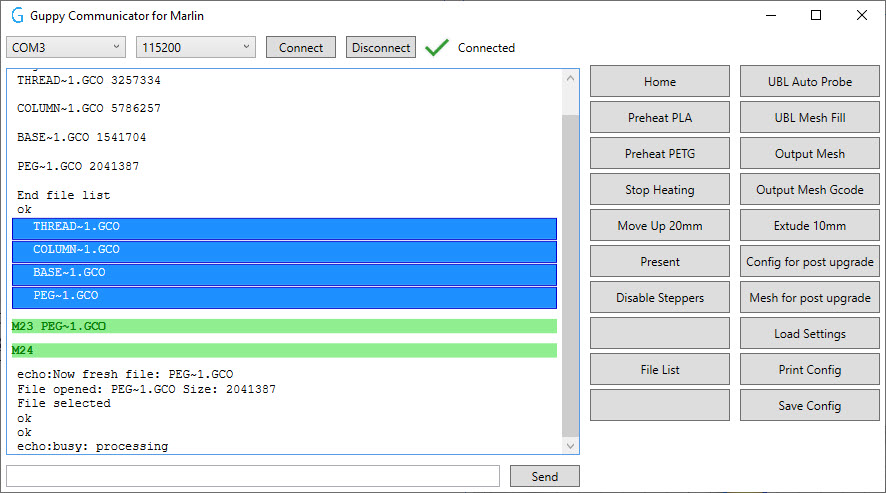 Guppy Communicator for Marlin
COM3
115200
Connect
Disconnect
Connected
THREAD~1.GCO 3257334
COLUMN~1.GCO 5786257
BASE~1.GCO 1541704
PEG~1.GCO 2041387
End file list
ok
THREAD~1.GCO
COLUMN~1.GCO
BASE~1.GCO
PEG~1.GCO
M23 PEG~1.GCO
M24
echo:Now fresh file: PEG~1.GCO
File opened: PEG~1.GCO Size: 2041387
File selected
ok
ok
echo:busy: processing
Send
Home
Preheat PLA
Preheat PETG
Stop Heating
Move Up 20mm
Present
Disable Steppers
File List
UBL Auto Probe
UBL Mesh Fill
Output Mesh
Output Mesh Gcode
Extude 10mm
Config for post upgrade
Mesh for post upgrade
Load Settings
Print Config
Save Config